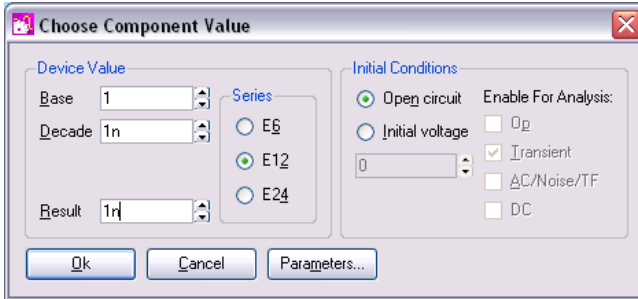 Choose Component Value
Device Value
Base 1
Decade 1n
Result 1n
Series
E6
E12
E24
Initial Conditions
Open circuit
Initial voltage
0
Enable For Analysis:
Op
Transient
AC/Noise/TF
DC
Ok Cancel Parameters...